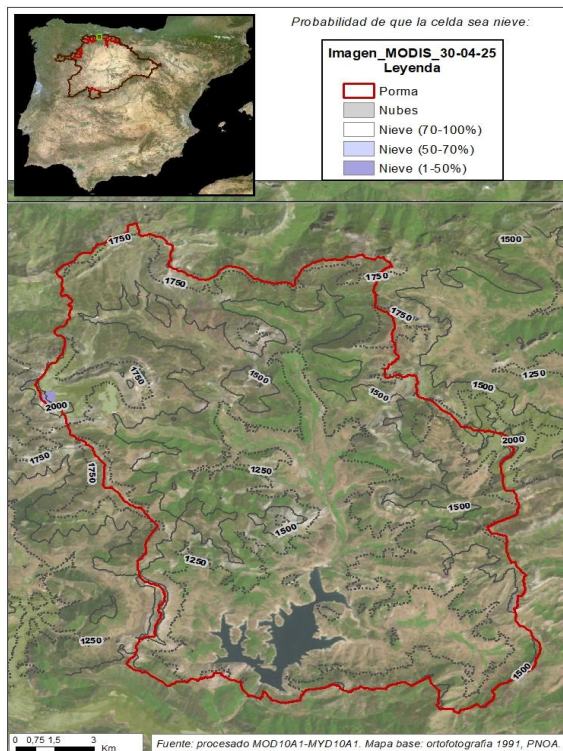 Probabilidad de que la celda sea nieve:
Imagen_MODIS_30-04-25
Leyenda
Porma
Nubes
Nieve (70-100%)
Nieve (50-70%)
Nieve (1-50%)
1750
1500
1750
1750
1750
1250
1750
1500
1500
1500
2000
2000
1750
1750
1250
1500
1500
1250
1250
1500
0 0,75 1,5 3
Km
Fuente: procesado MOD10A1-MYD10A1. Mapa base: ortofotografía 1991, PNOA.